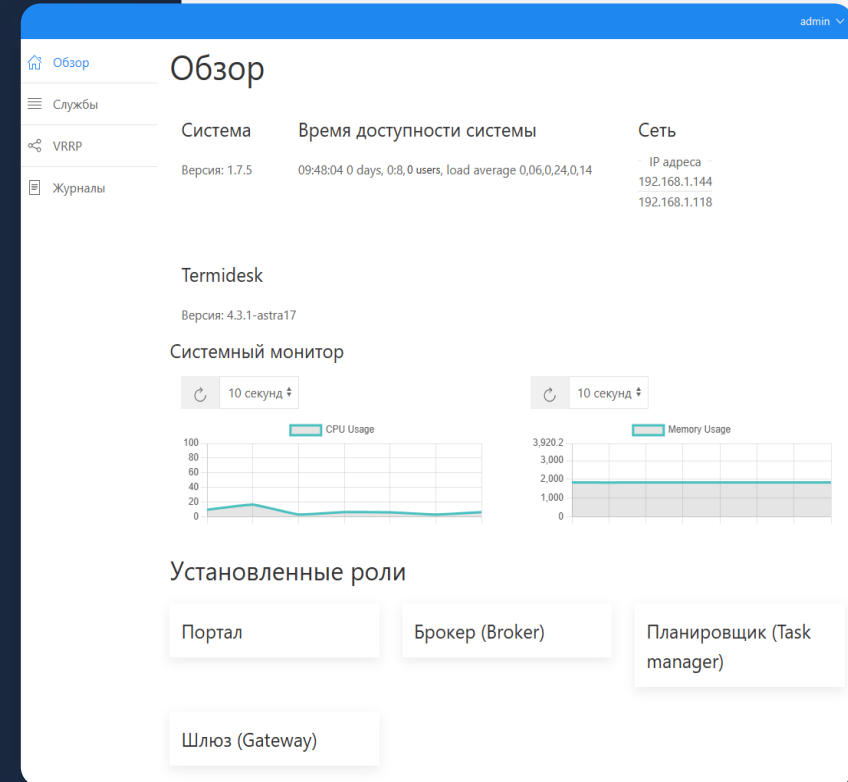 admin
Обзор
Службы
VRRP
Журналы
Обзор
Система
Версия: 1.7.5
Время доступности системы
09:48:04 0 days, 0:8, 0 users, load average 0,06,0,24,0,14
Сеть
IP адреса
192.168.1.144
192.168.1.118
Termidesk
Версия: 4.3.1-astra17
Системный монитор
10 секунд
CPU Usage
100
80
60
40
20
0
10 секунд
Memory Usage
3,920.2
3,000
2,000
1,000
0
Установленные роли
Портал
Брокер (Broker)
Планировщик (Task
manager)
Шлюз (Gateway)